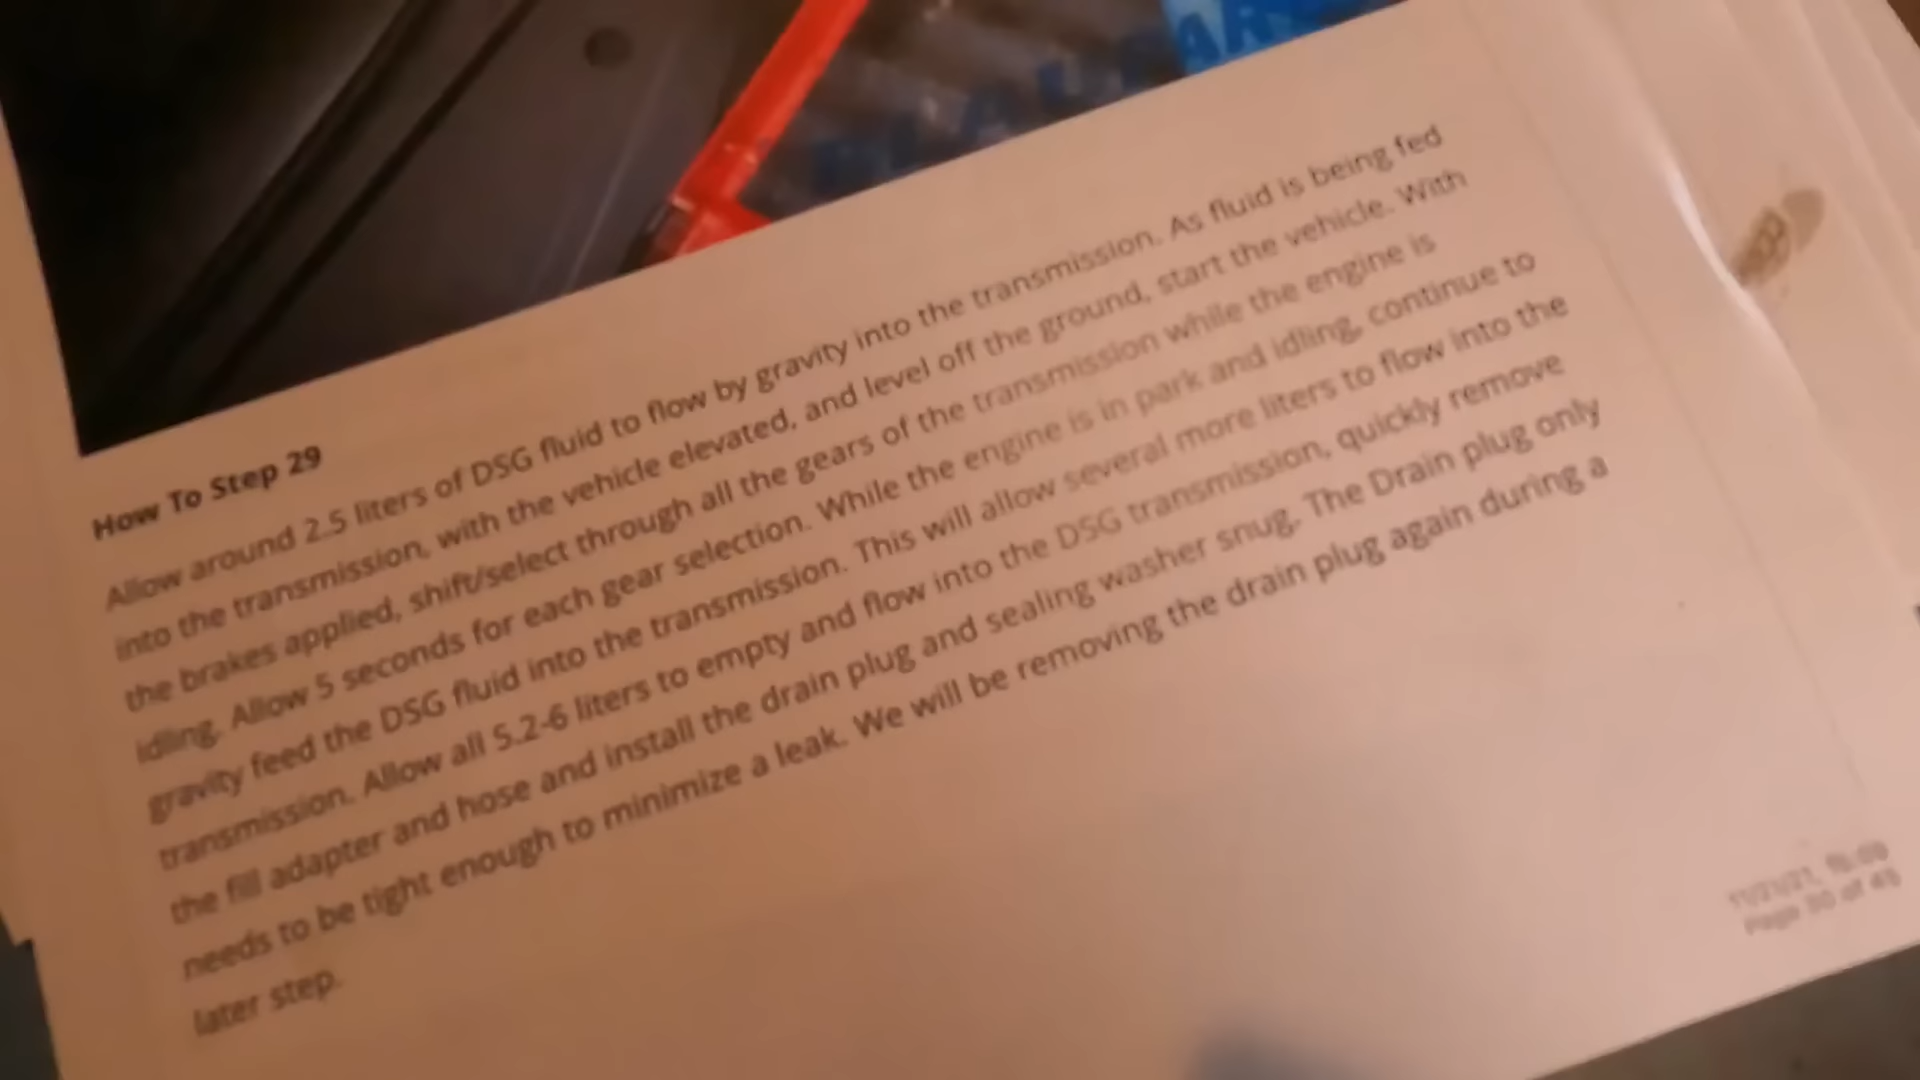 How To Step 29
Allow around 2.5 liters of DSG fluid to flow by gravity into the transmission. As fluid is being fed
into the transmission, with the vehicle elevated, and level off the ground, start the vehicle. With
the brakes applied, shift/select through all the gears of the transmission while the engine is
idling. Allow 5 seconds for each gear selection. While the engine is in park and idling, continue to
gravity feed the DSG fluid into the transmission. This will allow several more liters to flow into the
transmission. Allow all 5.2-6 liters to empty and flow into the DSG transmission, quickly remove
the fill adapter and hose and install the drain plug and sealing washer snug. The Drain plug only
needs to be tight enough to minimize a leak. We will be removing the drain plug again during a
later step.
Page of